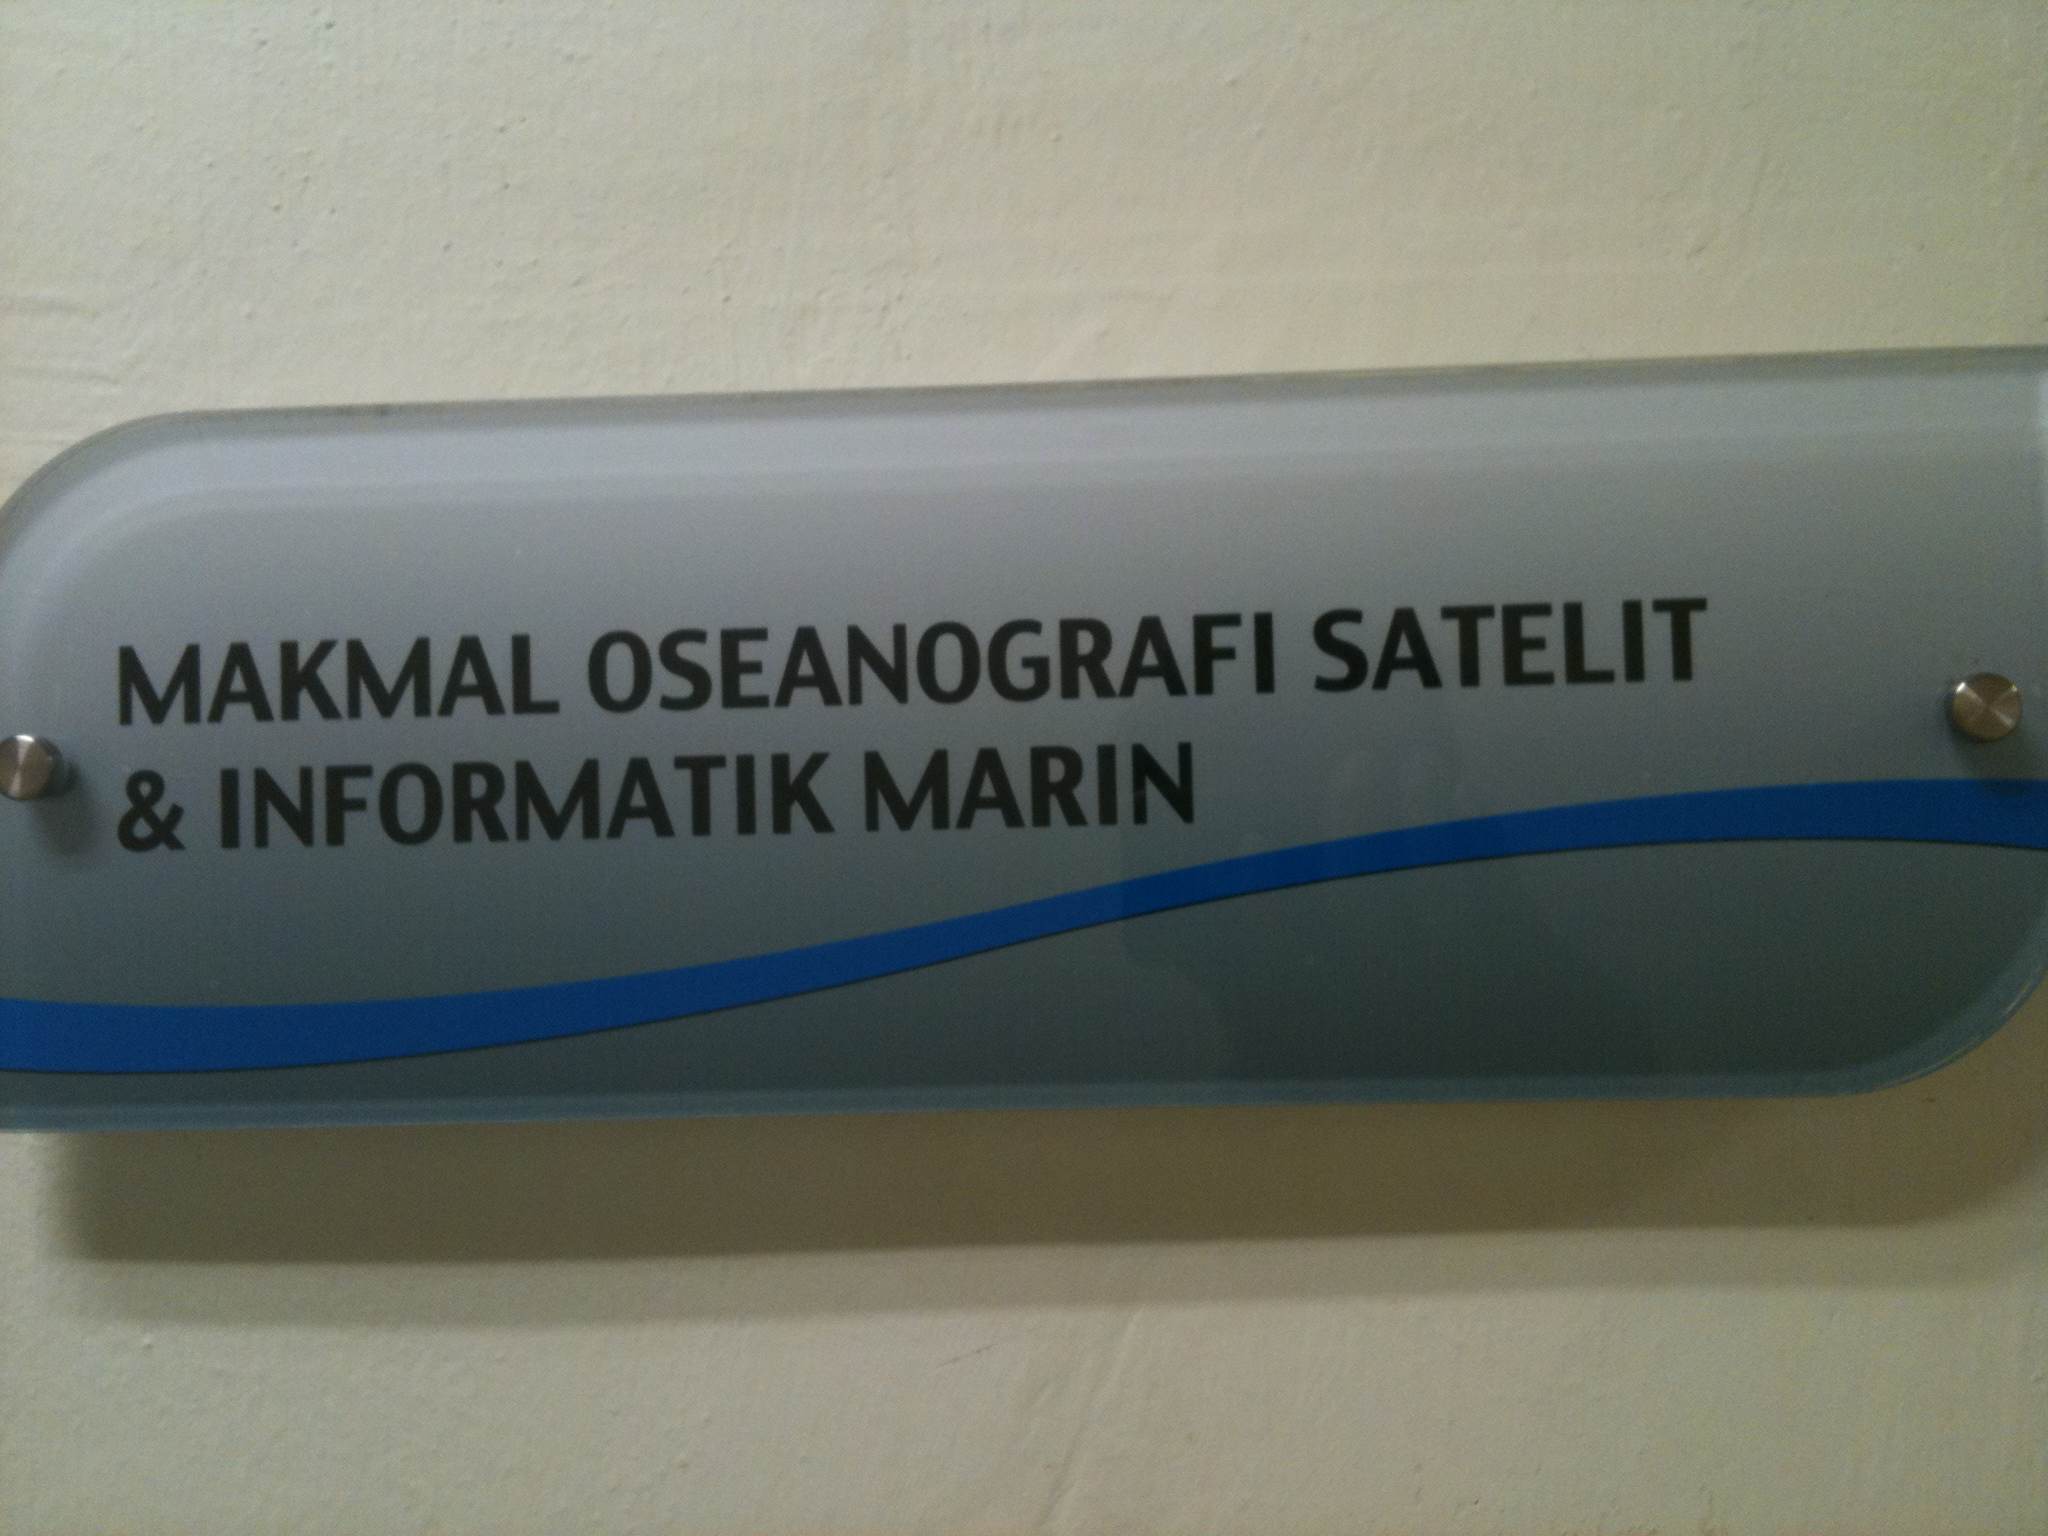 MAKMAL OSEANOGRAFI SATELIT
& INFORMATIK MARIN